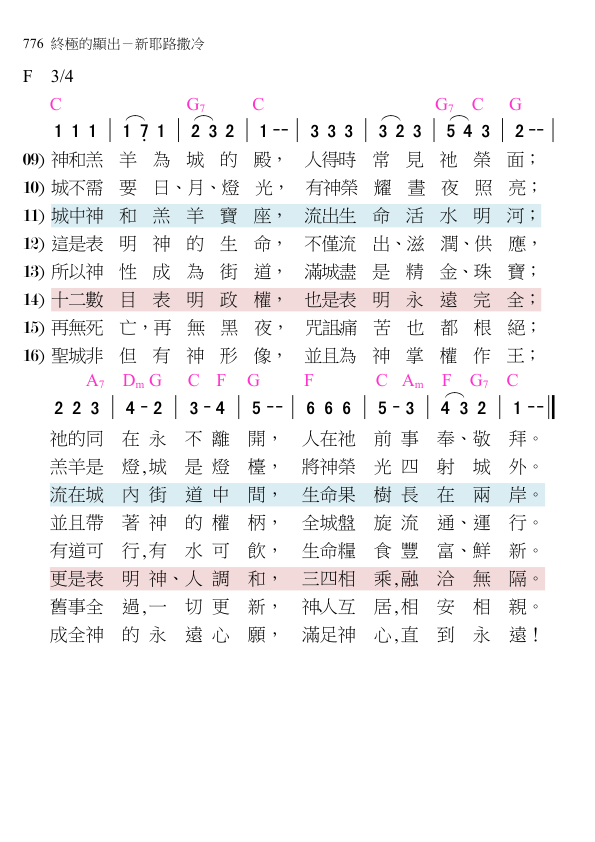 776 終極的顯出－新耶路撒冷
F 3/4
C G7 C G7 C G
1 1 1 | 1 7 1 | 2 3 2 | 1 -- | 3 3 3 | 3 2 3 | 5 4 3 | 2 -- |
09) 神和羔 羊 為 城 的 殿， 人得時 常 見 祂 榮 面；
10) 城不需 要 日、月、燈 光， 有神榮 耀 晝 夜 照 亮；
11) 城中神 和 羔 羊 寶 座， 流出生 命 活 水 明 河；
12) 這是表 明 神 的 生 命， 不僅流 出、滋 潤、供 應，
13) 所以神 性 成 為 街 道， 滿城盡 是 精 金、珠 寶；
14) 十二數 目 表 明 政 權， 也是表 明 永 遠 完 全；
15) 再無死 亡，再 無 黑 夜， 咒詛痛 苦 也 都 根 絕；
16) 聖城非 但 有 神 形 像， 並且為 神 掌 權 作 王；
A7 Dm G C F G F C Am F G7 C
2 2 3 | 4 - 2 | 3 - 4 | 5 -- | 6 6 6 | 5 - 3 | 4 3 2 | 1 -- ‖
祂的同 在 永 不 離 開， 人在祂 前 事 奉、敬 拜。
羔羊是 燈,城 是 燈 檯， 將神榮 光 四 射 城 外。
流在城 內 街 道 中 間， 生命果 樹 長 在 兩 岸。
並且帶 著 神 的 權 柄， 全城盤 旋 流 通、運 行。
有道可 行,有 水 可 飲， 生命糧 食 豐 富、鮮 新。
更是表 明 神、人 調 和， 三四相 乘,融 洽 無 隔。
舊事全 過,一 切 更 新， 神人互 居,相 安 相 親。
成全神 的 永 遠 心 願， 滿足神 心,直 到 永 遠！